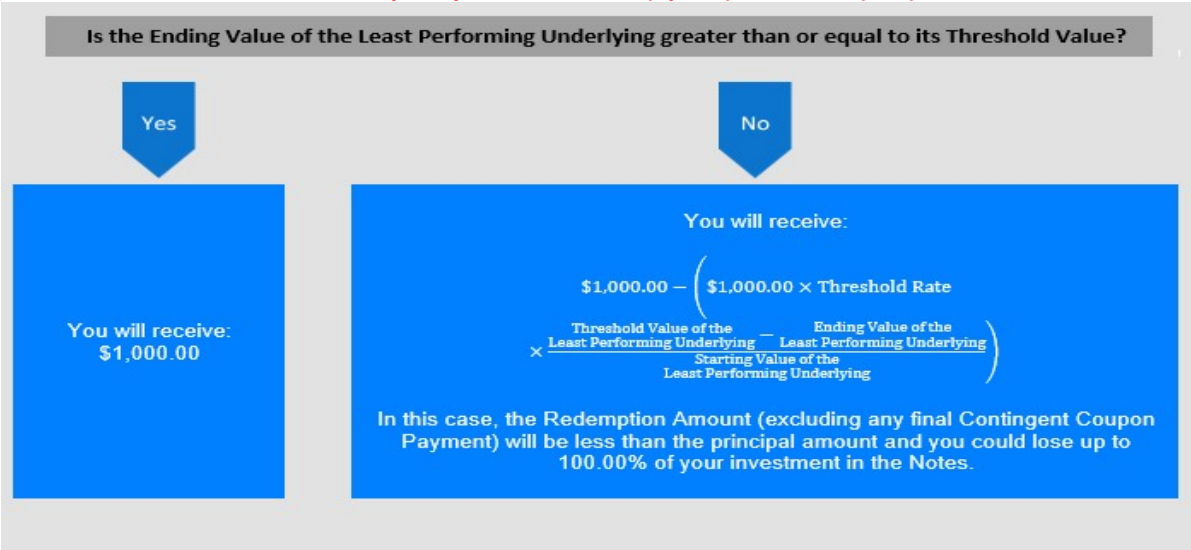 Is the Ending Value of the Least Performing Underlying greater than or equal to its Threshold Value?
Yes
No
You will receive:
$1,000.00
You will receive:
$1,000.00 − ( $1,000.00 × Threshold Rate
× Threshold Value of the Least Performing Underlying − Ending Value of the Least Performing Underlying
Starting Value of the
Least Performing Underlying )
In this case, the Redemption Amount (excluding any final Contingent Coupon
Payment) will be less than the principal amount and you could lose up to
100.00% of your investment in the Notes.